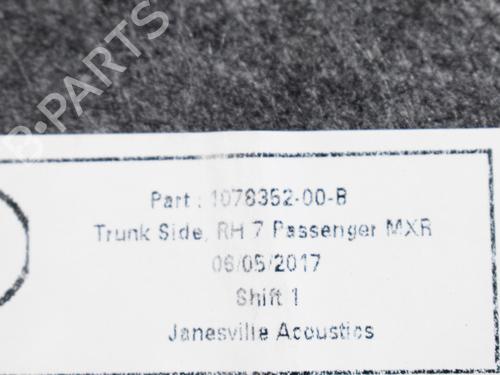 B-PARTS
Part : 1078352-00-B
Trunk Side, RH 7 Passenger MXR
06/05/2017
Shift 1
Janesville Acoustics